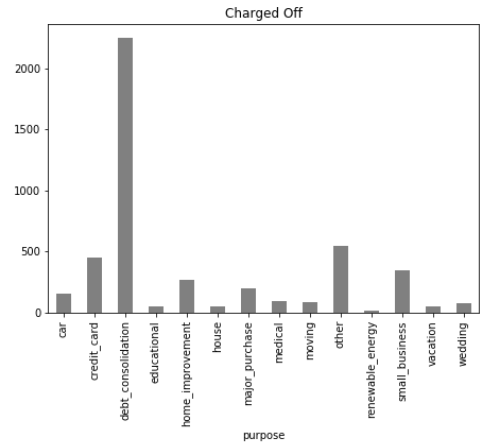 Charged Off
2000
1500
1000
500
0
car
credit_card
debt_consolidation
educational
home_improvement
house
major_purchase
medical
moving
other
renewable_energy
small_business
vacation
wedding
purpose